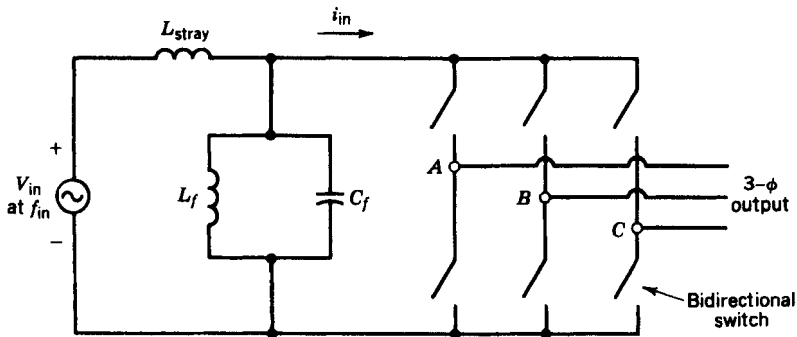 L_stray
i_in
+
V_in
at f_in
−
L_f
C_f
A
B
C
3-ϕ
output
Bidirectional
switch